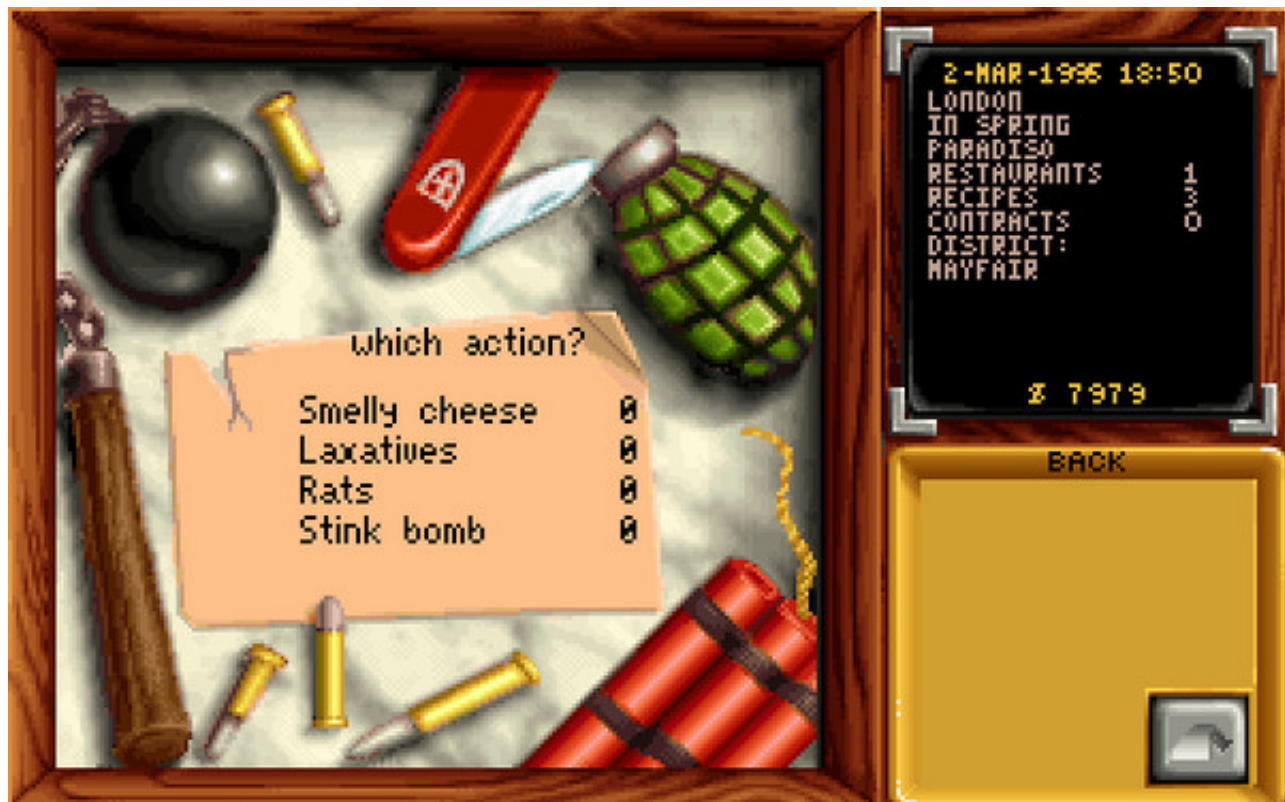 which action?
Smelly cheese 0
Laxatives 0
Rats 0
Stink bomb 0
2-MAR-1995 18:50
LONDON
IN SPRING
PARADISO
RESTAURANTS 1
RECIPES 3
CONTRACTS 0
DISTRICT:
MAYFAIR
$ 7979
BACK